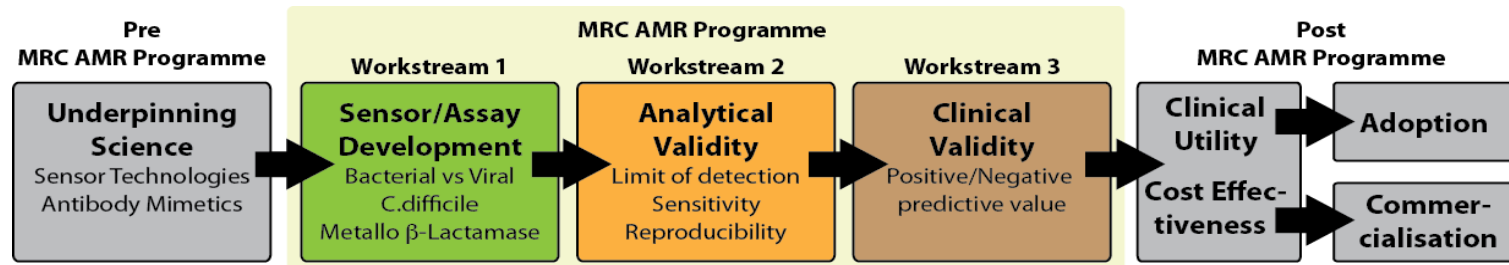 Pre
MRC AMR Programme
Underpinning
Science
Sensor Technologies
Antibody Mimetics
MRC AMR Programme
Workstream 1
Sensor/Assay
Development
Bacterial vs Viral
C.difficile
Metallo β-Lactamase
Workstream 2
Analytical
Validity
Limit of detection
Sensitivity
Reproducibility
Workstream 3
Clinical
Validity
Positive/Negative
predictive value
Post
MRC AMR Programme
Clinical
Utility
Cost Effec-
tiveness
Adoption
Commer-
cialisation